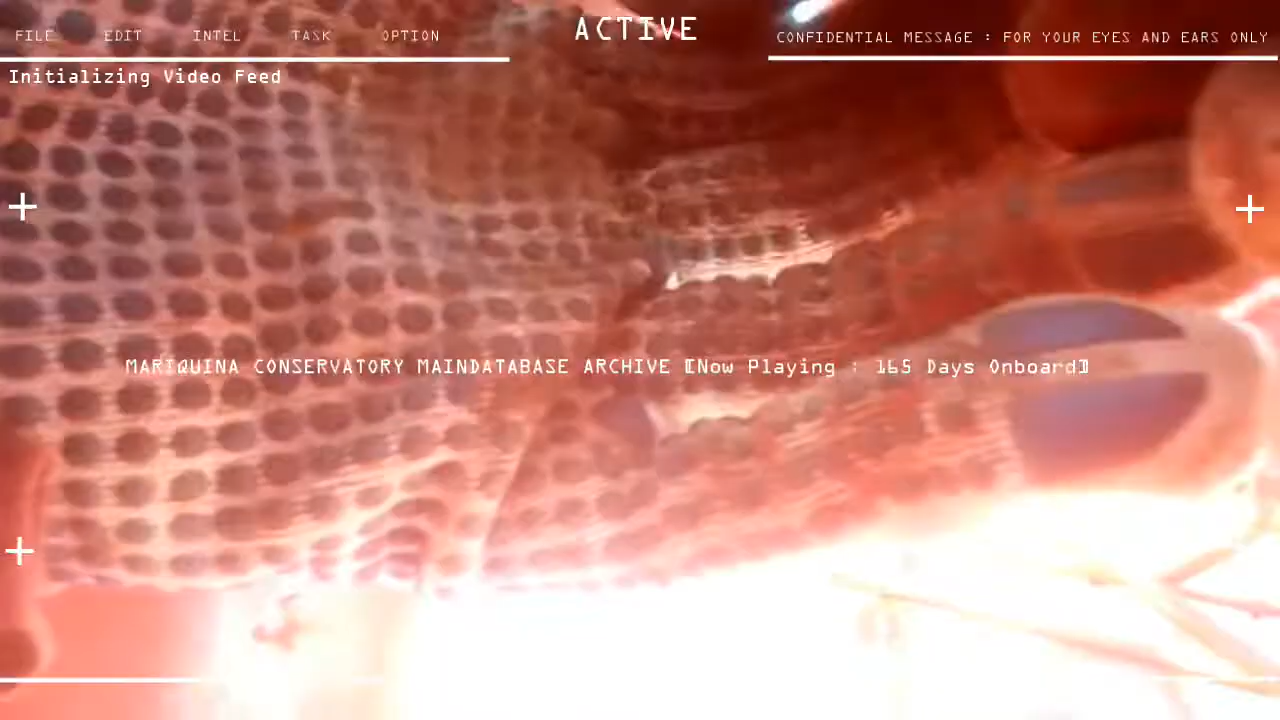 FILE EDIT INTEL TASK OPTION
ACTIVE
CONFIDENTIAL MESSAGE : FOR YOUR EYES AND EARS ONLY
Initializing Video Feed
MARIQUINA CONSERVATORY MAINDATABASE ARCHIVE [Now Playing : 165 Days Onboard]